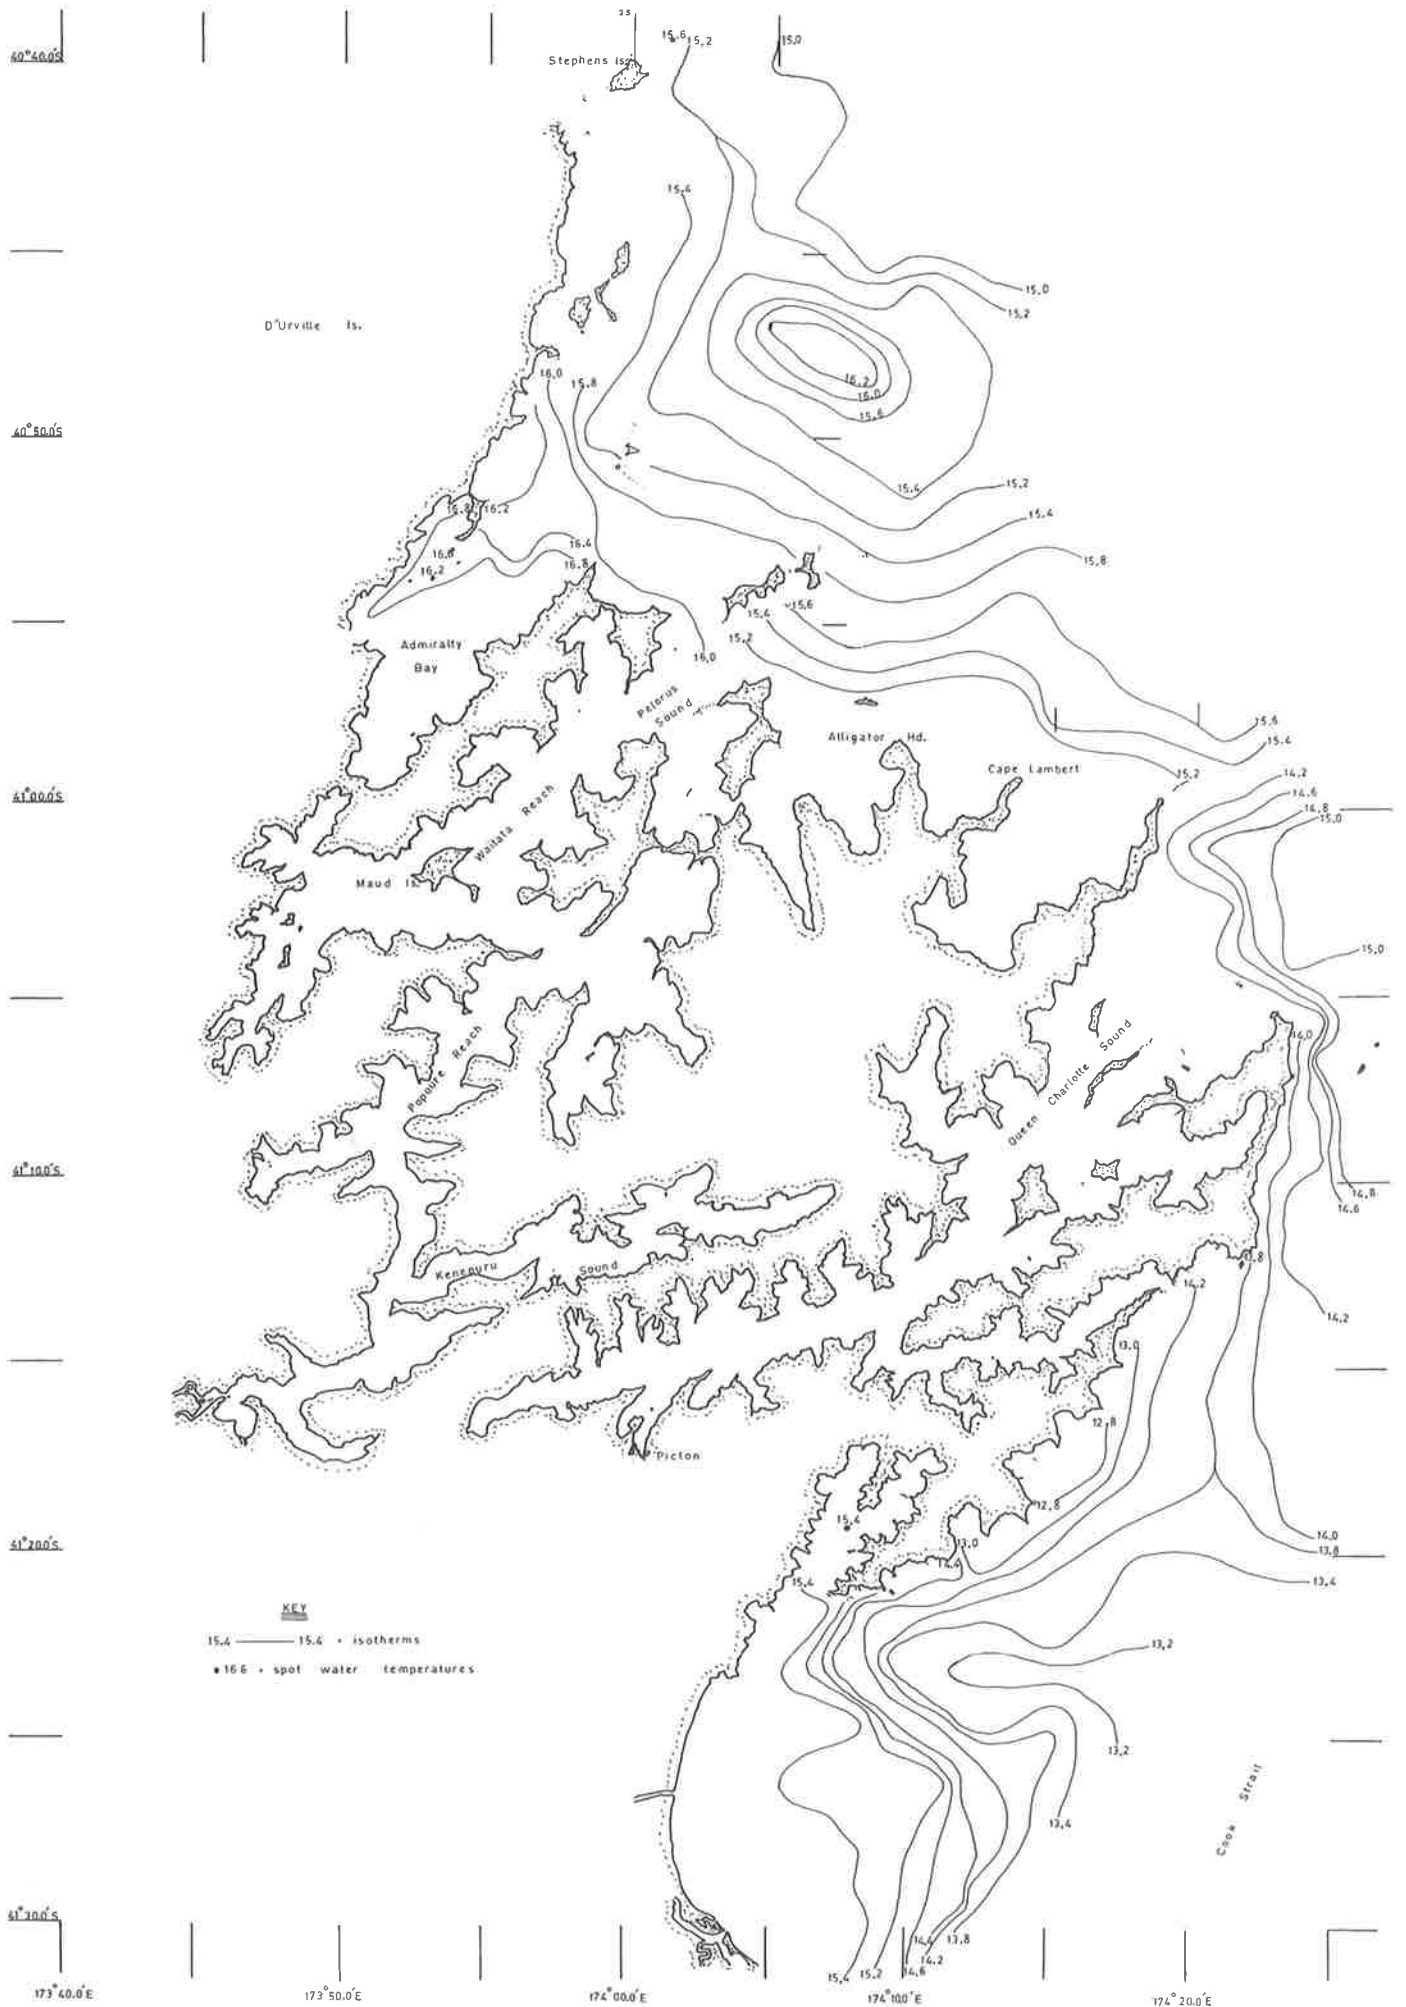 25
15.6 15,2
15.0
40°40.0'S
Stephens Is.
15.4
15.0
15,2
D'Urville Is.
16.0
15.8
16.2
16.0
15.6
40°50.0'S
15.4
15.2
15.4
16.8
16.2
16.4
16.2
16.8
15.8
15.4
15.6
15.2
16.0
Admiralty
Bay
Pelorus
Sound
Alligator Hd.
Cape Lambert
15.6
15.4
15.2
14.2
14.6
14.8
15.0
41°00.0'S
Waitata Reach
Maud Is.
15.0
Popoure Reach
Queen Charlotte Sound
14.0
41°10.0'S
14.8
14.6
Kenepuru Sound
13.8
14.2
14.2
13.0
12.8
Picton
12.8
15.4
13.0
14.4
14.0
13.8
41°20.0'S
15.4
13.4
KEY
15.4 15.4 • isotherms
• 16 6 • spot water temperatures
13,2
13,2
13,4
Cook Strait
41°30.0'S
14.4
13.8
14.2
15,4
15.2
14.6
173°40.0'E
173°50.0'E
174°00.0'E
174°10.0'E
174°20.0'E